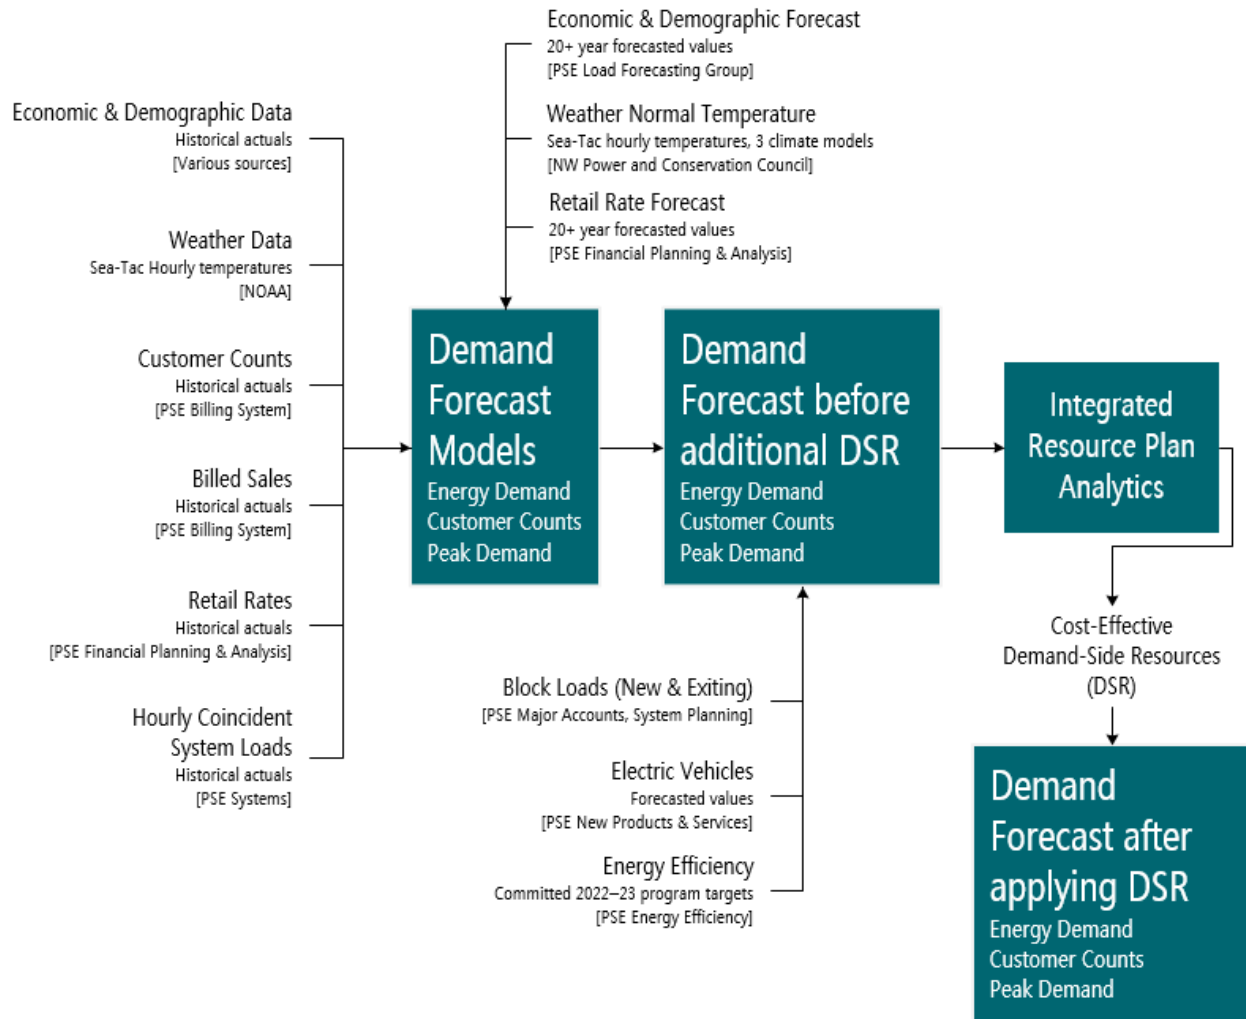 Economic & Demographic Forecast
20+ year forecasted values
[PSE Load Forecasting Group]
Weather Normal Temperature
Sea-Tac hourly temperatures, 3 climate models
[NW Power and Conservation Council]
Retail Rate Forecast
20+ year forecasted values
[PSE Financial Planning & Analysis]
Economic & Demographic Data
Historical actuals
[Various sources]
Weather Data
Sea-Tac Hourly temperatures
[NOAA]
Customer Counts
Historical actuals
[PSE Billing System]
Billed Sales
Historical actuals
[PSE Billing System]
Retail Rates
Historical actuals
[PSE Financial Planning & Analysis]
Hourly Coincident
System Loads
Historical actuals
[PSE Systems]
Demand
Forecast
Models
Energy Demand
Customer Counts
Peak Demand
Demand
Forecast before
additional DSR
Energy Demand
Customer Counts
Peak Demand
Block Loads (New & Exiting)
[PSE Major Accounts, System Planning]
Electric Vehicles
Forecasted values
[PSE New Products & Services]
Energy Efficiency
Committed 2022–23 program targets
[PSE Energy Efficiency]
Integrated
Resource Plan
Analytics
Cost-Effective
Demand-Side Resources
(DSR)
Demand
Forecast after
applying DSR
Energy Demand
Customer Counts
Peak Demand